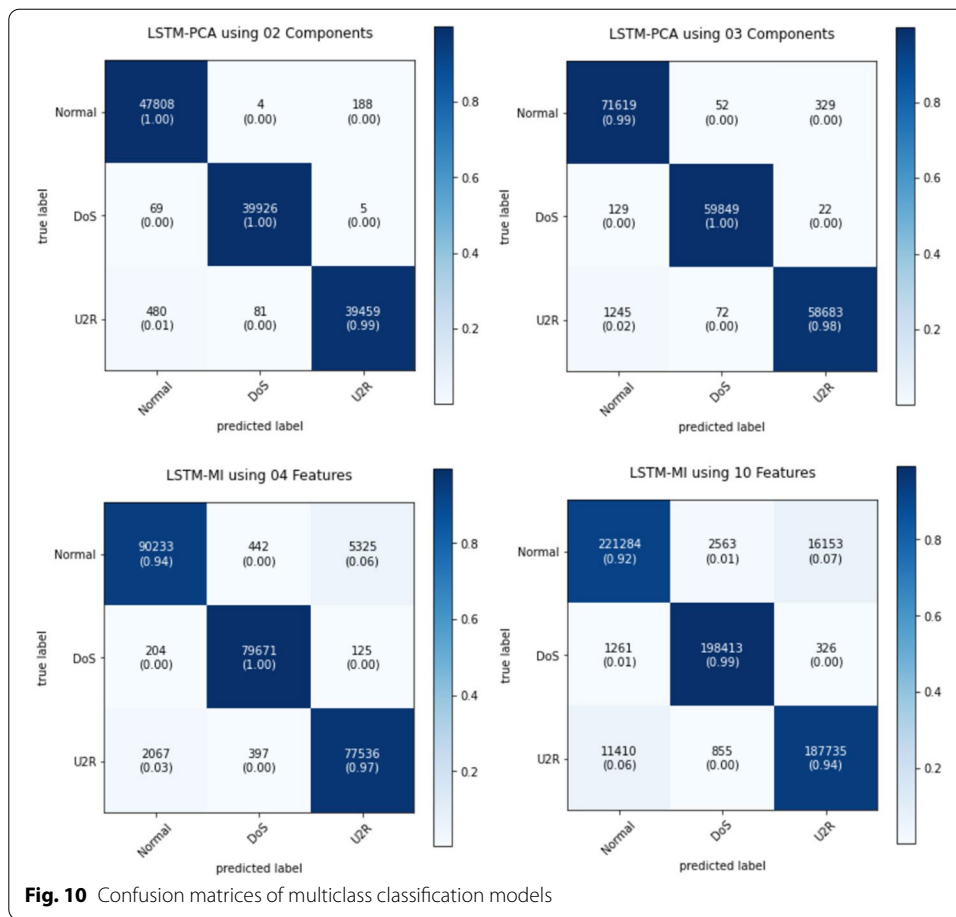 LSTM-PCA using 02 Components
Normal
47808 4 188
(1.00) (0.00) (0.00)
0.8
0.6
true label
DoS
69 39926 5
(0.00) (1.00) (0.00)
0.4
U2R
480 81 39459
(0.01) (0.00) (0.99)
0.2
Normal DoS U2R
predicted label
LSTM-PCA using 03 Components
Normal
71619 52 329
(0.99) (0.00) (0.00)
0.8
0.6
true label
DoS
129 59849 22
(0.00) (1.00) (0.00)
0.4
U2R
1245 72 58683
(0.02) (0.00) (0.98)
0.2
Normal DoS U2R
predicted label
LSTM-MI using 04 Features
Normal
90233 442 5325
(0.94) (0.00) (0.06)
0.8
0.6
true label
DoS
204 79671 125
(0.00) (1.00) (0.00)
0.4
U2R
2067 397 77536
(0.03) (0.00) (0.97)
0.2
Normal DoS U2R
predicted label
LSTM-MI using 10 Features
Normal
221284 2563 16153
(0.92) (0.01) (0.07)
0.8
0.6
true label
DoS
1261 198413 326
(0.01) (0.99) (0.00)
0.4
U2R
11410 855 187735
(0.06) (0.00) (0.94)
0.2
Normal DoS U2R
predicted label
Fig. 10 Confusion matrices of multiclass classification models